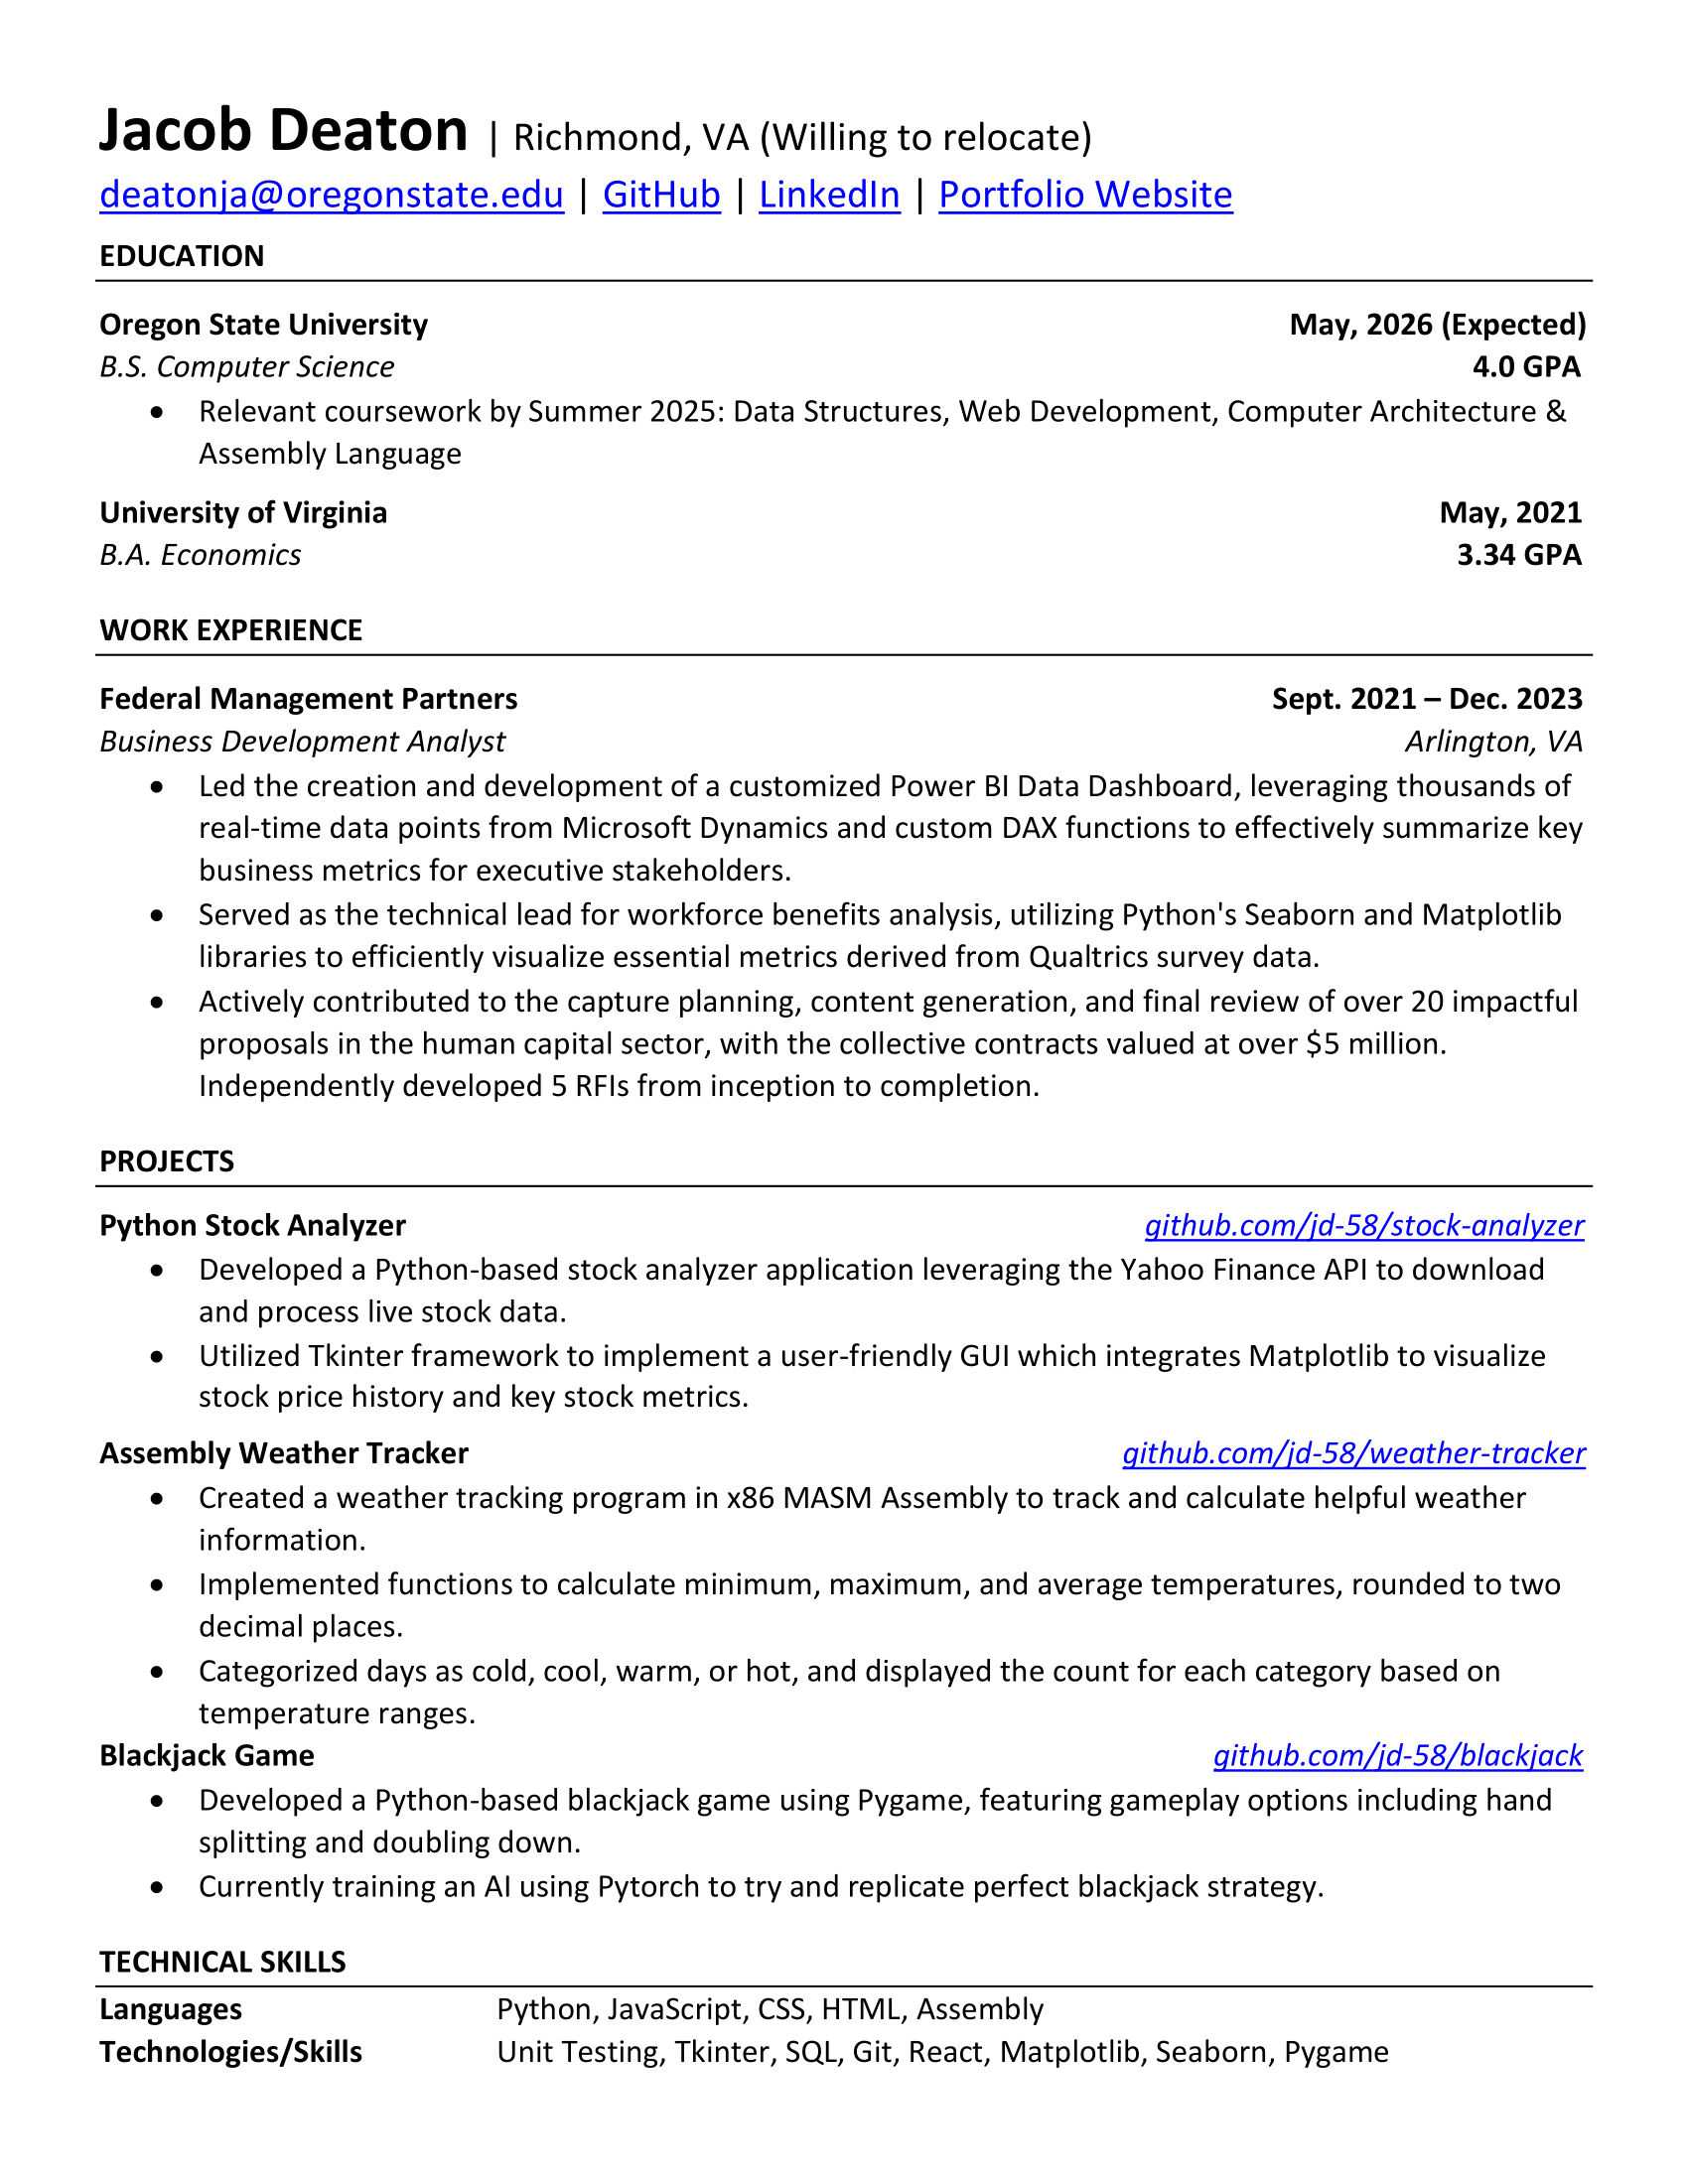 Jacob Deaton | Richmond, VA (Willing to relocate)
deatonja@oregonstate.edu | GitHub | LinkedIn | Portfolio Website
EDUCATION
Oregon State University May, 2026 (Expected)
B.S. Computer Science 4.0 GPA
• Relevant coursework by Summer 2025: Data Structures, Web Development, Computer Architecture &
Assembly Language
University of Virginia May, 2021
B.A. Economics 3.34 GPA
WORK EXPERIENCE
Federal Management Partners Sept. 2021 – Dec. 2023
Business Development Analyst Arlington, VA
• Led the creation and development of a customized Power BI Data Dashboard, leveraging thousands of
real-time data points from Microsoft Dynamics and custom DAX functions to effectively summarize key
business metrics for executive stakeholders.
• Served as the technical lead for workforce benefits analysis, utilizing Python's Seaborn and Matplotlib
libraries to efficiently visualize essential metrics derived from Qualtrics survey data.
• Actively contributed to the capture planning, content generation, and final review of over 20 impactful
proposals in the human capital sector, with the collective contracts valued at over $5 million.
Independently developed 5 RFIs from inception to completion.
PROJECTS
Python Stock Analyzer github.com/jd-58/stock-analyzer
• Developed a Python-based stock analyzer application leveraging the Yahoo Finance API to download
and process live stock data.
• Utilized Tkinter framework to implement a user-friendly GUI which integrates Matplotlib to visualize
stock price history and key stock metrics.
Assembly Weather Tracker github.com/jd-58/weather-tracker
• Created a weather tracking program in x86 MASM Assembly to track and calculate helpful weather
information.
• Implemented functions to calculate minimum, maximum, and average temperatures, rounded to two
decimal places.
• Categorized days as cold, cool, warm, or hot, and displayed the count for each category based on
temperature ranges.
Blackjack Game github.com/jd-58/blackjack
• Developed a Python-based blackjack game using Pygame, featuring gameplay options including hand
splitting and doubling down.
• Currently training an AI using Pytorch to try and replicate perfect blackjack strategy.
TECHNICAL SKILLS
Languages Python, JavaScript, CSS, HTML, Assembly
Technologies/Skills Unit Testing, Tkinter, SQL, Git, React, Matplotlib, Seaborn, Pygame